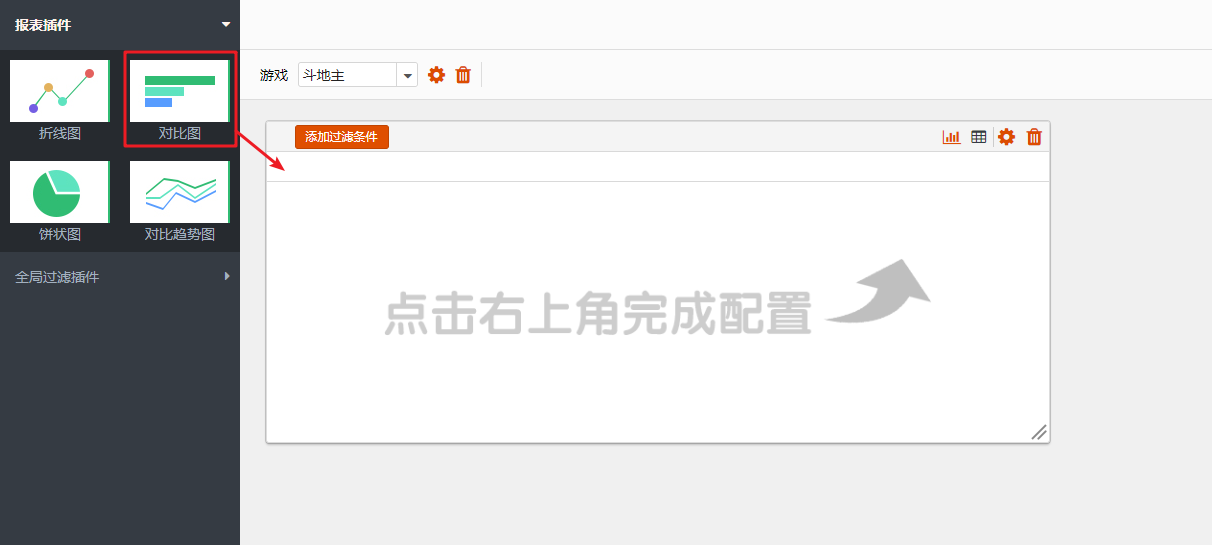 报表插件
折线图
对比图
饼状图
对比趋势图
全局过滤插件
游戏
斗地主
添加过滤条件
点击右上角完成配置